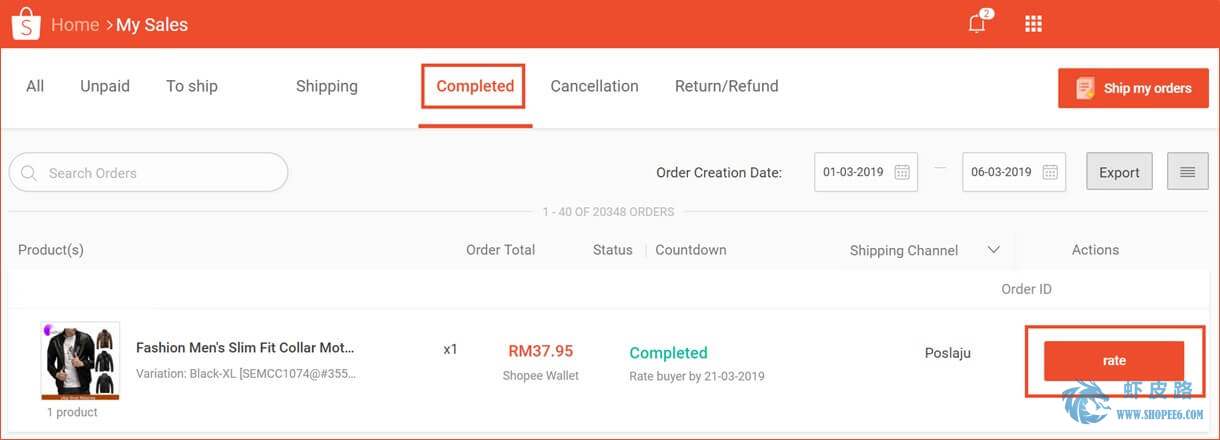 Home > My Sales
2
All Unpaid To ship Shipping Completed Cancellation Return/Refund
Ship my orders
Search Orders
Order Creation Date: 01-03-2019 — 06-03-2019 Export
1 - 40 OF 20348 ORDERS
Product(s) Order Total Status Countdown Shipping Channel Actions
Order ID
Fashion Men's Slim Fit Collar Mot... x1 RM37.95 Completed Poslaju rate
Variation: Black-XL [SEMCC1074@#355... Shopee Wallet Rate buyer by 21-03-2019
1 product
虾皮路
WWW.SHOPEE6.COM